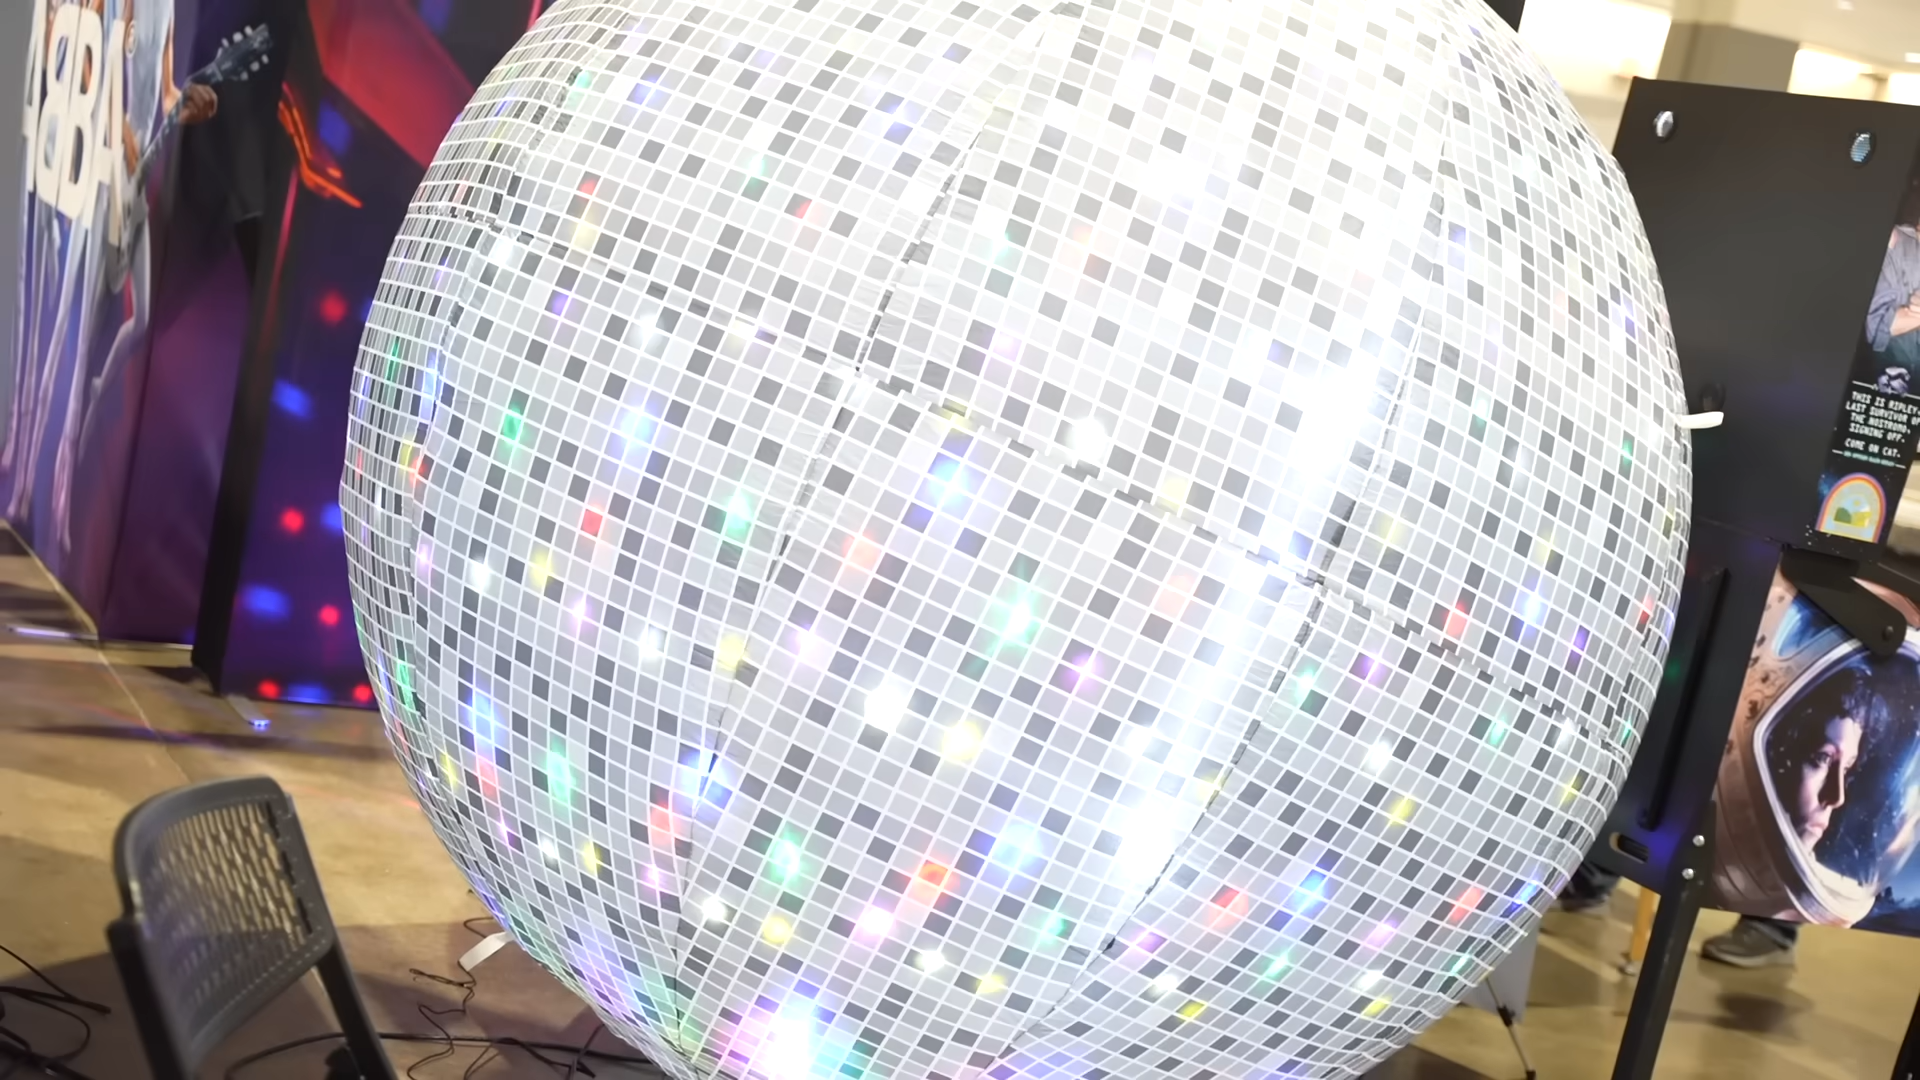 ABBA
THIS IS RIPLEY,
LAST SURVIVOR OF
THE NOSTROMO,
SIGNING OFF.
COME ON CAT.